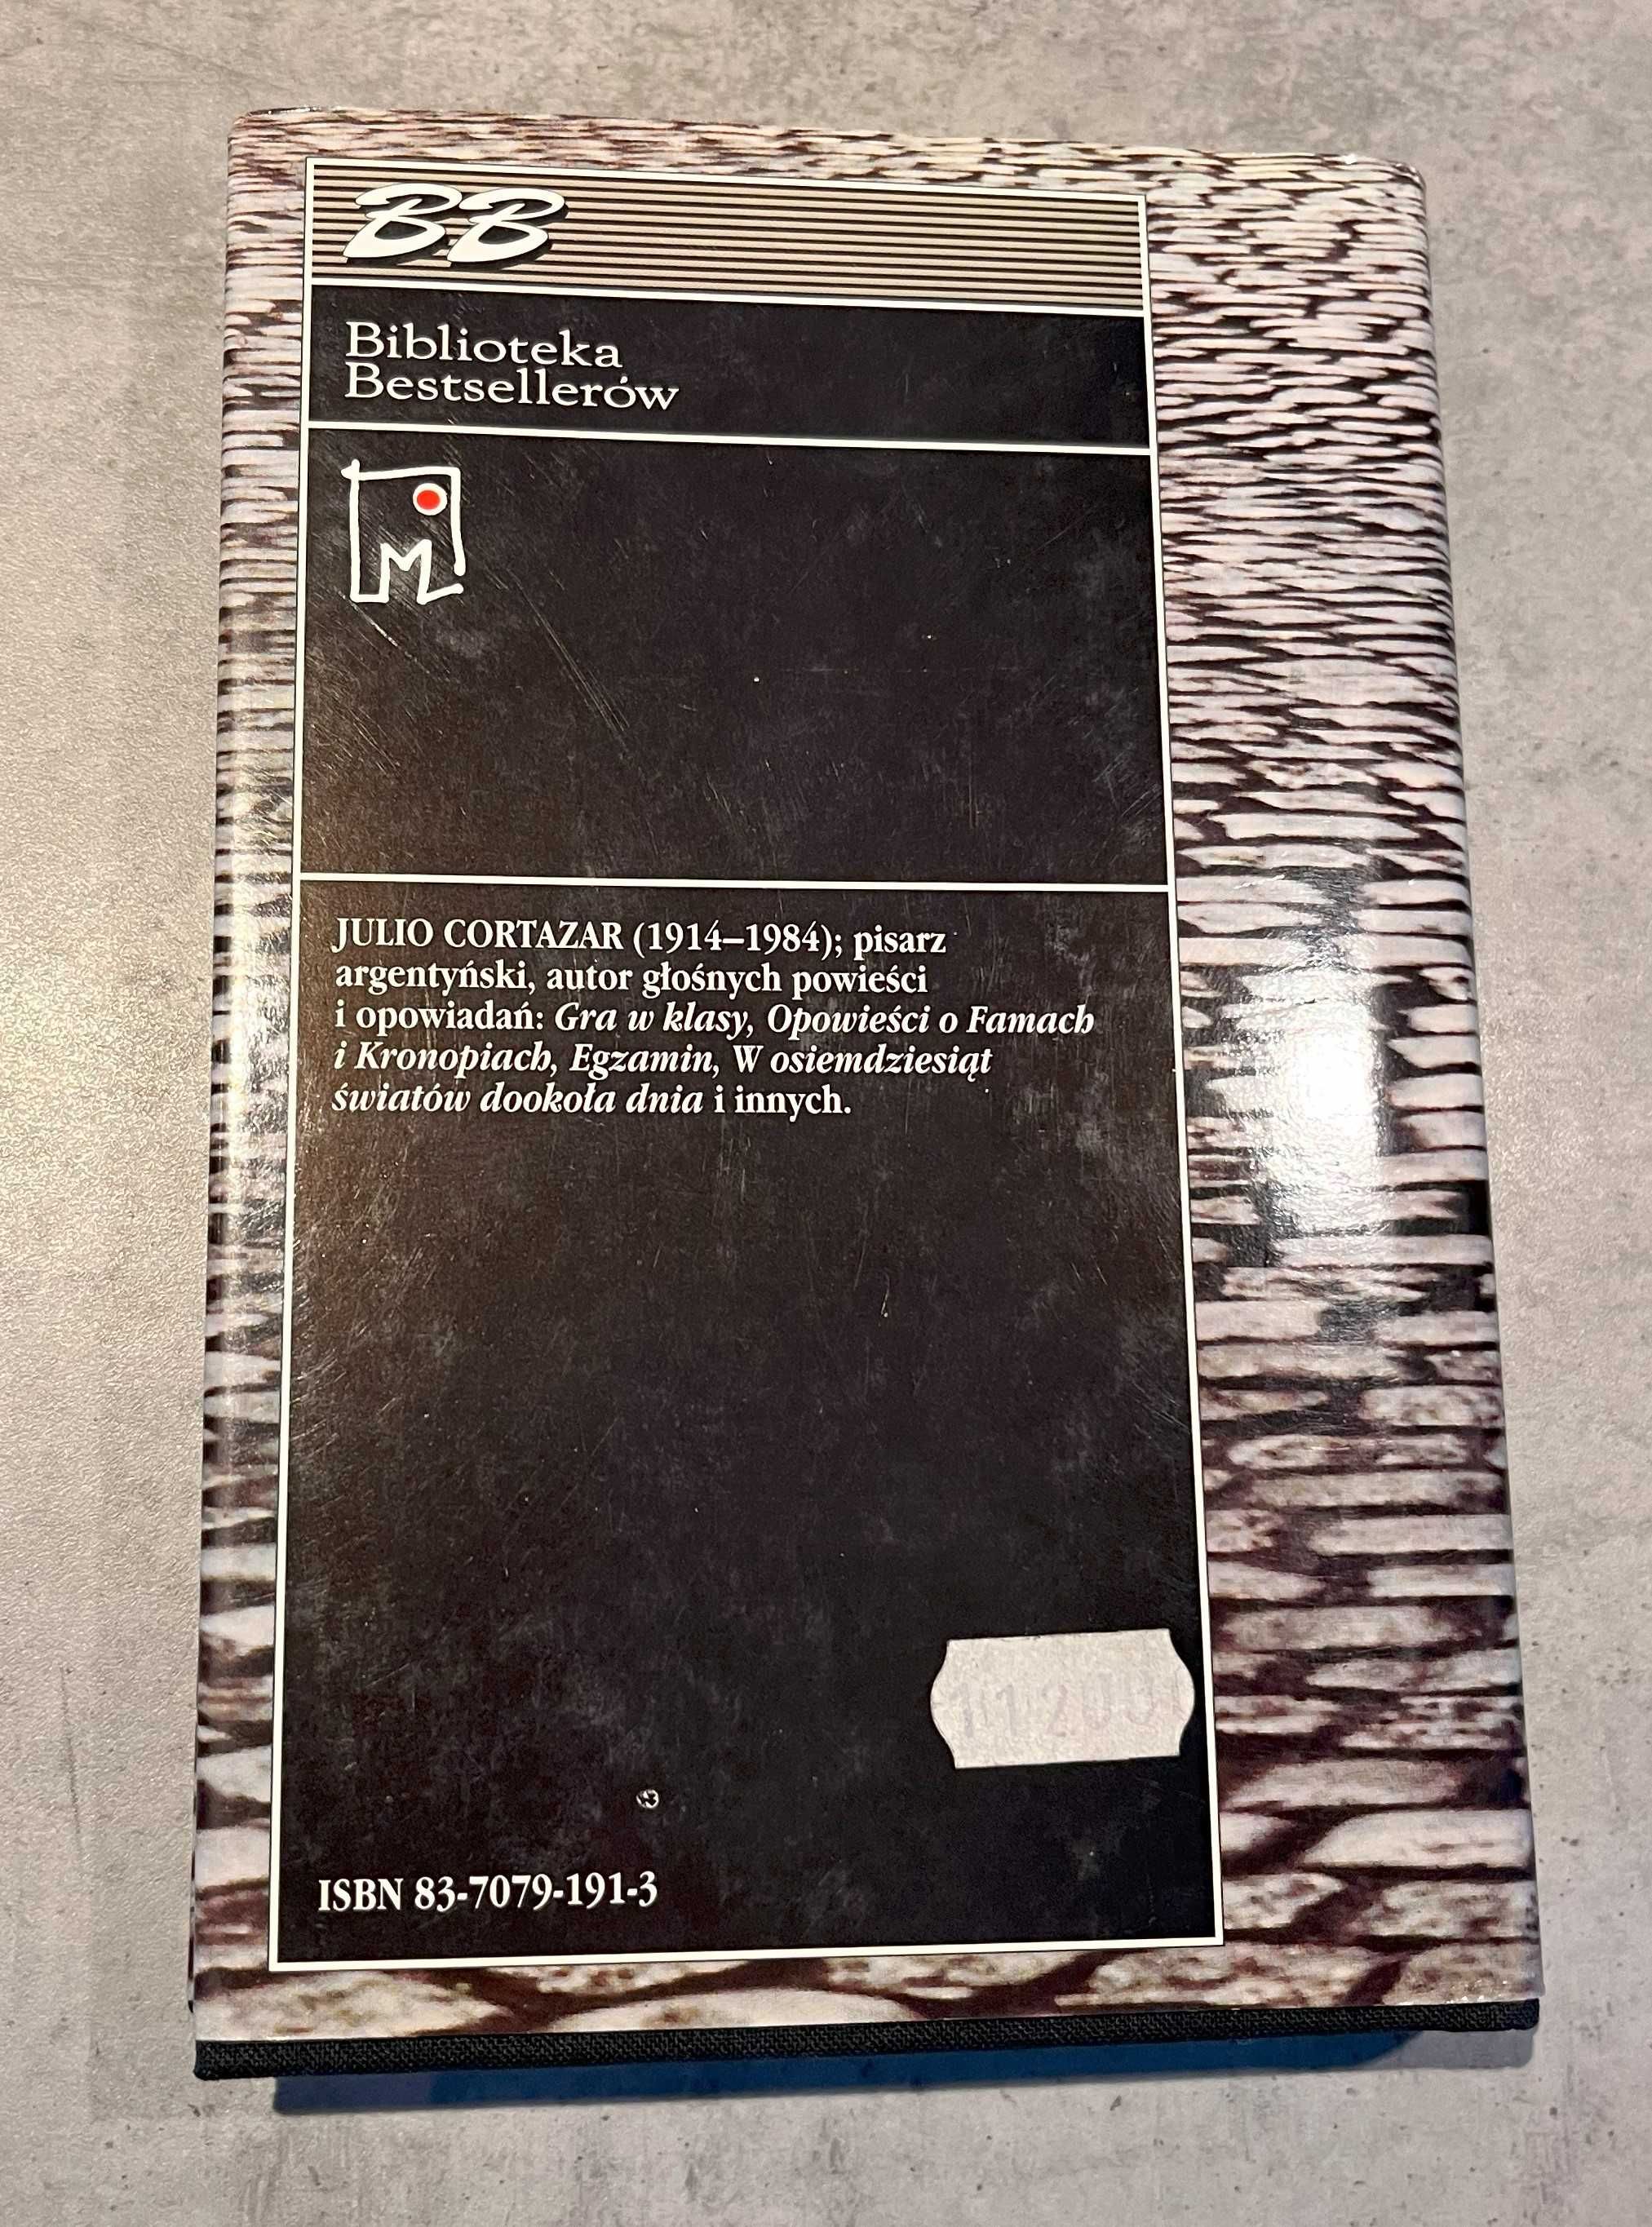 BB
Biblioteka
Bestsellerów
M
JULIO CORTAZAR (1914–1984); pisarz
argentyński, autor głośnych powieści
i opowiadań: Gra w klasy, Opowieści o Famach
i Kronopiach, Egzamin, W osiemdziesiąt
światów dookoła dnia i innych.
ISBN 83-7079-191-3